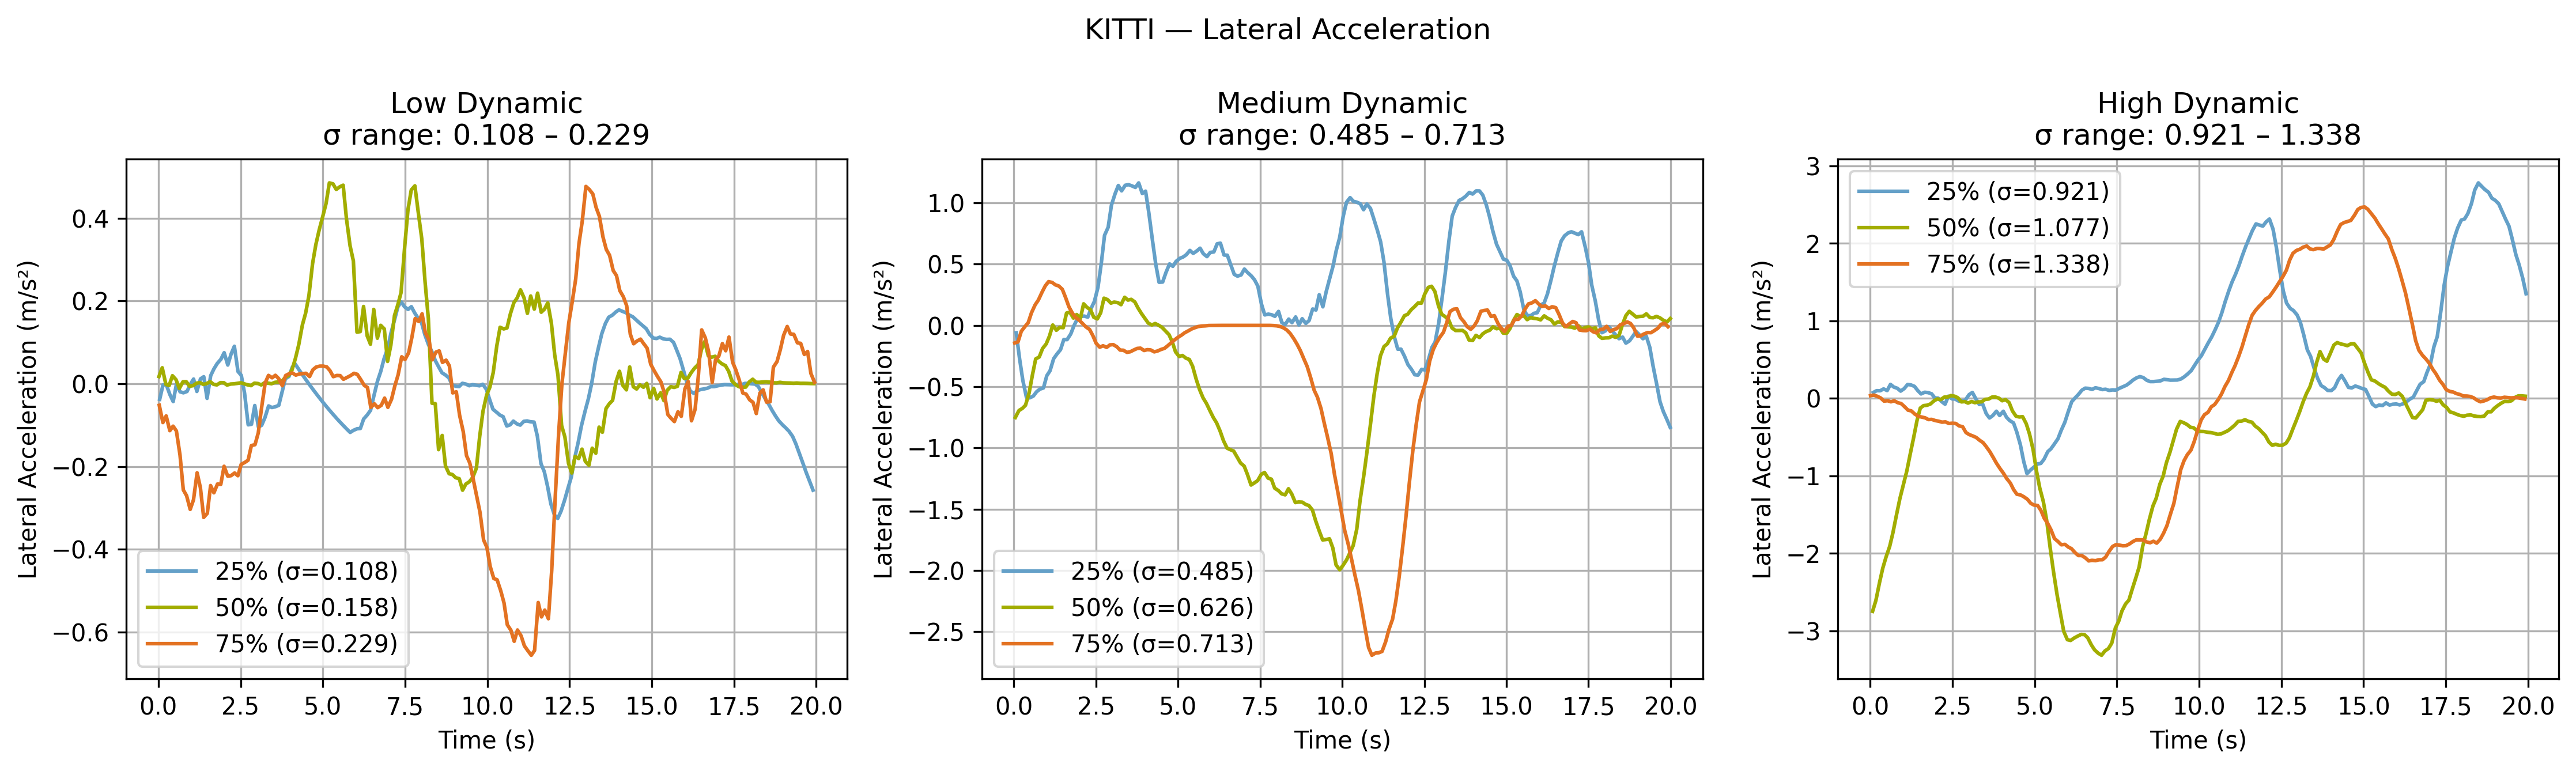 KITTI — Lateral Acceleration
Low Dynamic
σ range: 0.108 – 0.229
Lateral Acceleration (m/s²)
0.4
0.2
0.0
−0.2
−0.4
−0.6
25% (σ=0.108)
50% (σ=0.158)
75% (σ=0.229)
0.0 2.5 5.0 7.5 10.0 12.5 15.0 17.5 20.0
Time (s)
Medium Dynamic
σ range: 0.485 – 0.713
Lateral Acceleration (m/s²)
1.0
0.5
0.0
−0.5
−1.0
−1.5
−2.0
−2.5
25% (σ=0.485)
50% (σ=0.626)
75% (σ=0.713)
0.0 2.5 5.0 7.5 10.0 12.5 15.0 17.5 20.0
Time (s)
High Dynamic
σ range: 0.921 – 1.338
Lateral Acceleration (m/s²)
3
2
1
0
−1
−2
−3
25% (σ=0.921)
50% (σ=1.077)
75% (σ=1.338)
0.0 2.5 5.0 7.5 10.0 12.5 15.0 17.5 20.0
Time (s)